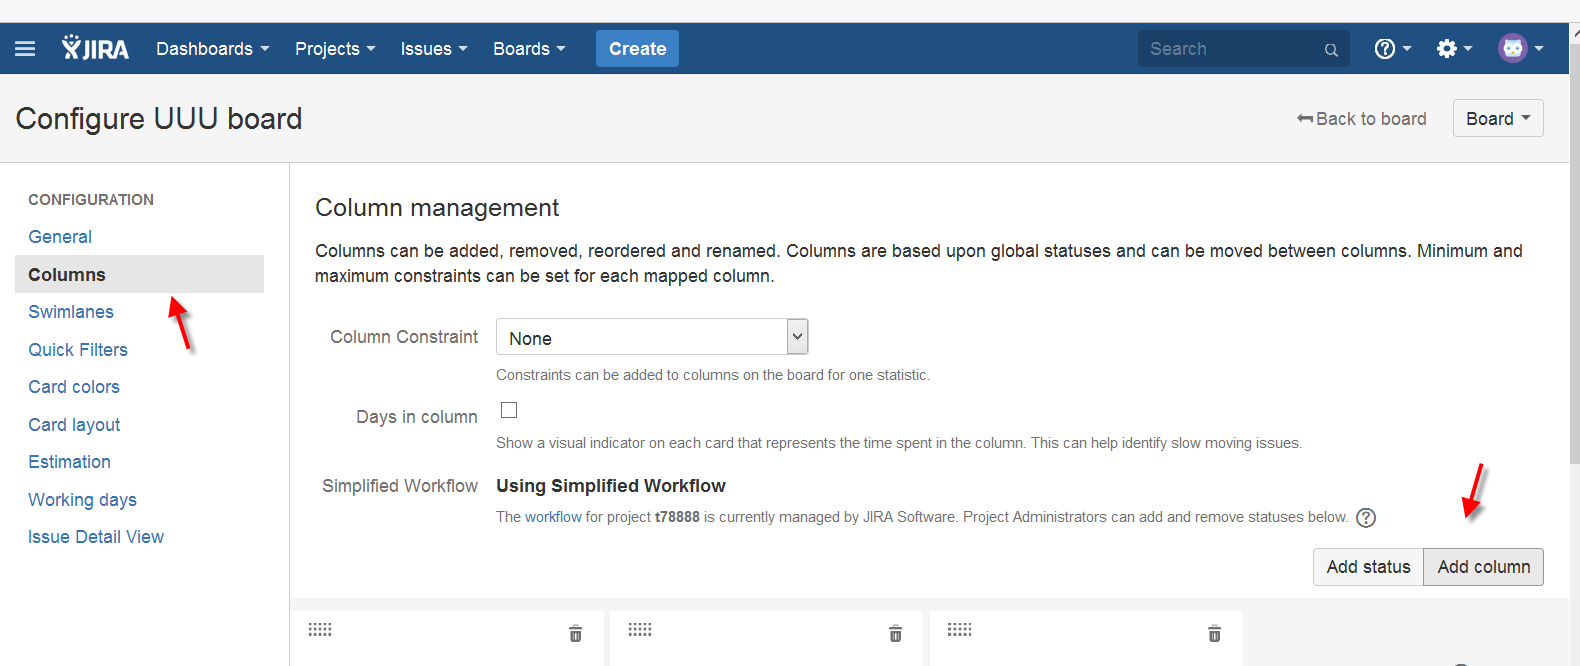 JIRA Dashboards Projects Issues Boards Create Search
Configure UUU board
Back to board Board
CONFIGURATION
General
Columns
Swimlanes
Quick Filters
Card colors
Card layout
Estimation
Working days
Issue Detail View
Column management
Columns can be added, removed, reordered and renamed. Columns are based upon global statuses and can be moved between columns. Minimum and
maximum constraints can be set for each mapped column.
Column Constraint None
Constraints can be added to columns on the board for one statistic.
Days in column
Show a visual indicator on each card that represents the time spent in the column. This can help identify slow moving issues.
Simplified Workflow Using Simplified Workflow
The workflow for project t78888 is currently managed by JIRA Software. Project Administrators can add and remove statuses below.
Add status Add column